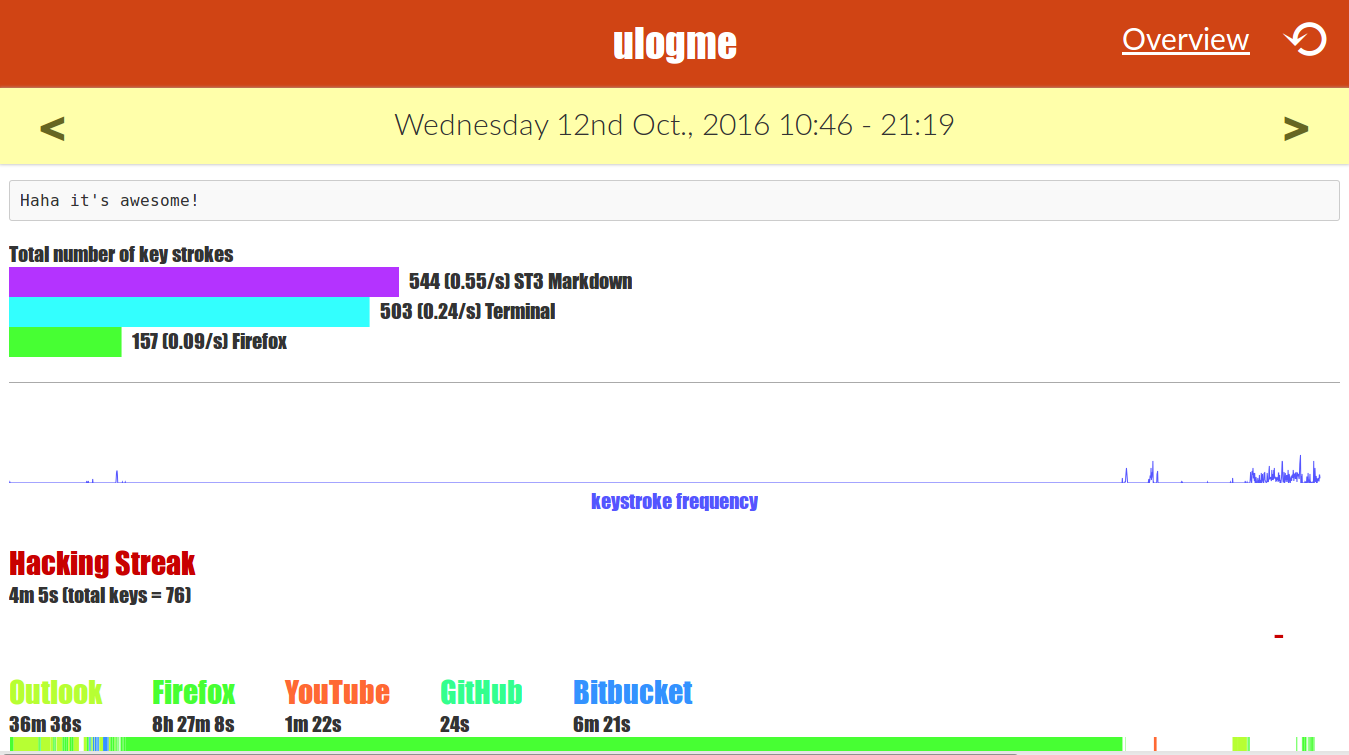 ulogme
Overview
< Wednesday 12nd Oct., 2016 10:46 - 21:19 >
Haha it's awesome!
Total number of key strokes
544 (0.55/s) ST3 Markdown
503 (0.24/s) Terminal
157 (0.09/s) Firefox
keystroke frequency
Hacking Streak
4m 5s (total keys = 76)
Outlook Firefox YouTube GitHub Bitbucket
36m 38s 8h 27m 8s 1m 22s 24s 6m 21s